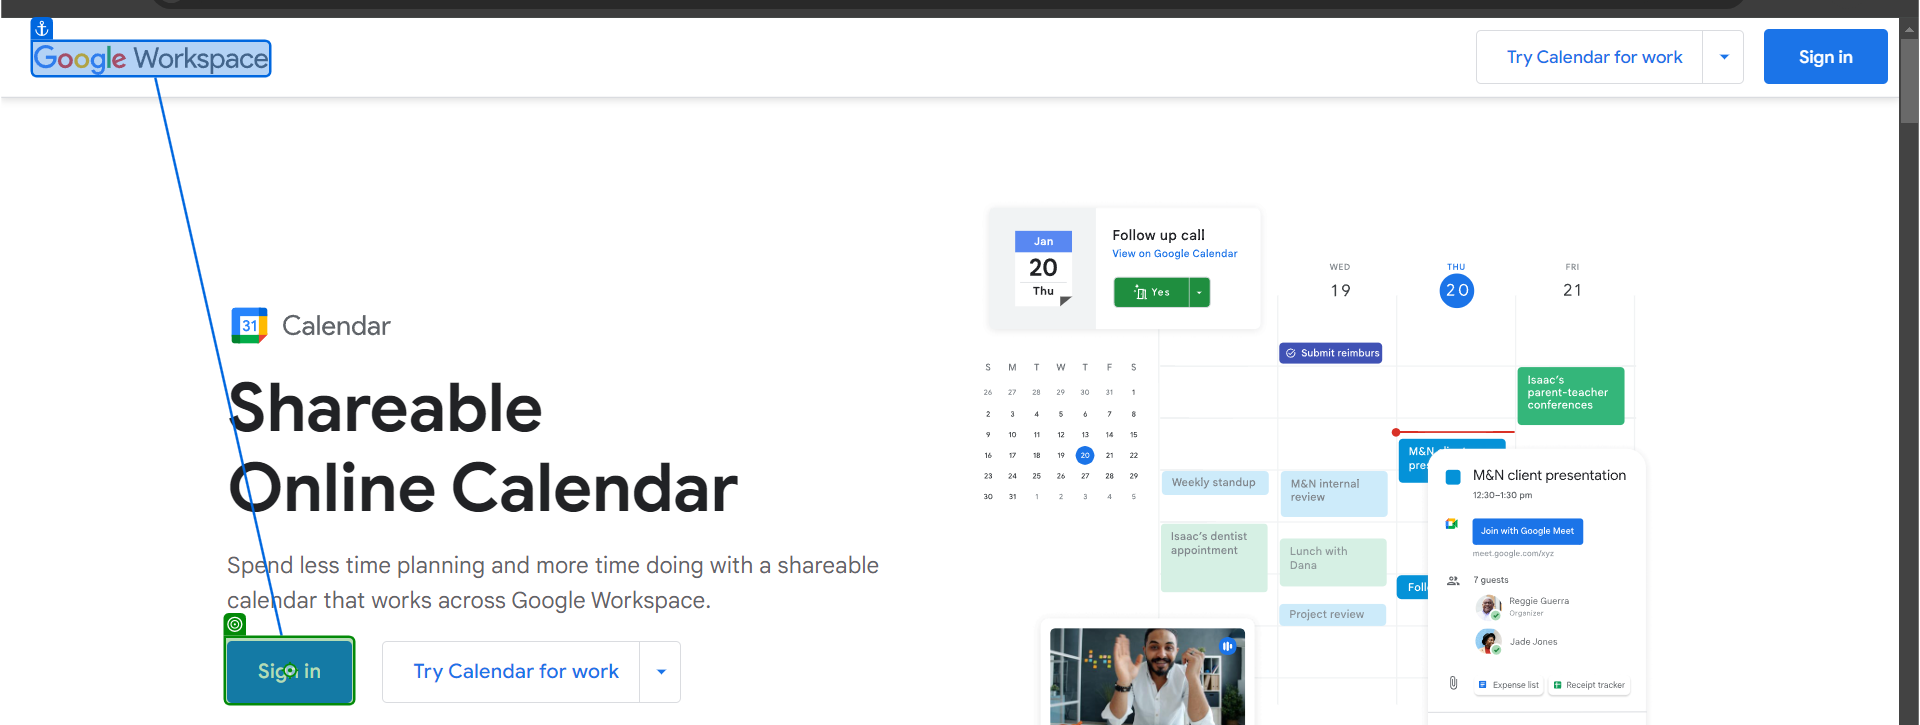 Google Workspace
Try Calendar for work
Sign in
Calendar
Shareable
Online Calendar
Spend less time planning and more time doing with a shareable
calendar that works across Google Workspace.
Sign in
Try Calendar for work
Jan
20
Thu
Follow up call
View on Google Calendar
Yes
WED
19
THU
20
FRI
21
S M T W T F S
26 27 28 29 30 31 1
2 3 4 5 6 7 8
9 10 11 12 13 14 15
16 17 18 19 20 21 22
23 24 25 26 27 28 29
30 31 1 2 3 4 5
Submit reimburs
Isaac's
parent-teacher
conferences
Weekly standup
M&N internal
review
Isaac's dentist
appointment
Lunch with
Dana
Project review
Foll
M&N client presentation
12:30–1:30 pm
Join with Google Meet
meet.google.com/xyz
7 guests
Reggie Guerra
Organizer
Jade Jones
Expense list
Receipt tracker
31